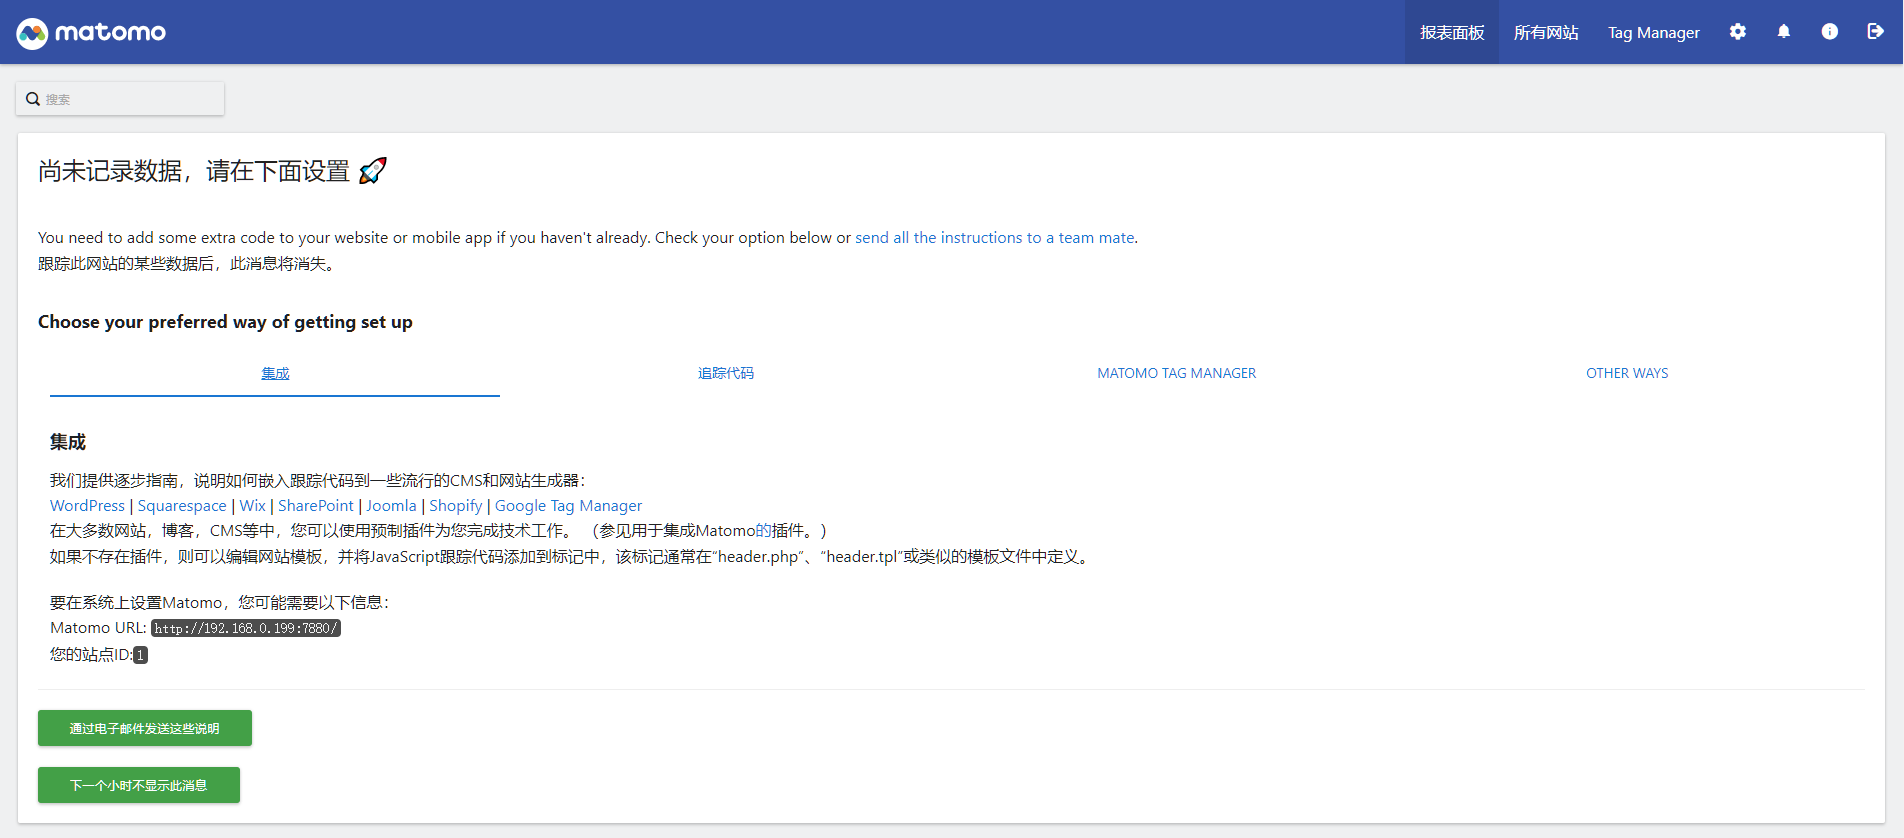 matomo
报表面板
所有网站
Tag Manager
搜索
尚未记录数据，请在下面设置 🚀
You need to add some extra code to your website or mobile app if you haven't already. Check your option below or send all the instructions to a team mate.
跟踪此网站的某些数据后，此消息将消失。
Choose your preferred way of getting set up
集成
追踪代码
MATOMO TAG MANAGER
OTHER WAYS
集成
我们提供逐步指南，说明如何嵌入跟踪代码到一些流行的CMS和网站生成器：
WordPress | Squarespace | Wix | SharePoint | Joomla | Shopify | Google Tag Manager
在大多数网站，博客，CMS等中，您可以使用预制插件为您完成技术工作。 （参见用于集成Matomo的插件。）
如果不存在插件，则可以编辑网站模板，并将JavaScript跟踪代码添加到标记中，该标记通常在“header.php”、“header.tpl”或类似的模板文件中定义。
要在系统上设置Matomo，您可能需要以下信息：
Matomo URL: http://192.168.0.199:7880/
您的站点ID:1
通过电子邮件发送这些说明
下一个小时不显示此消息